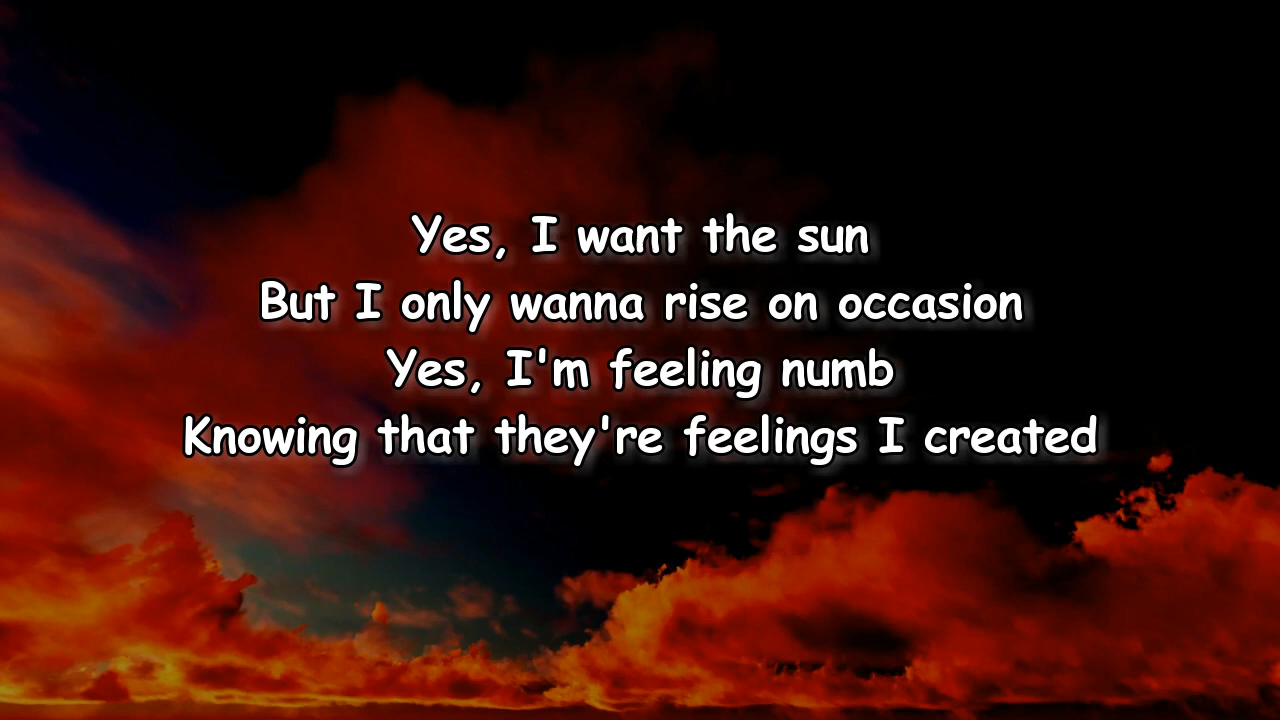 Yes, I want the sun
But I only wanna rise on occasion
Yes, I'm feeling numb
Knowing that they're feelings I created